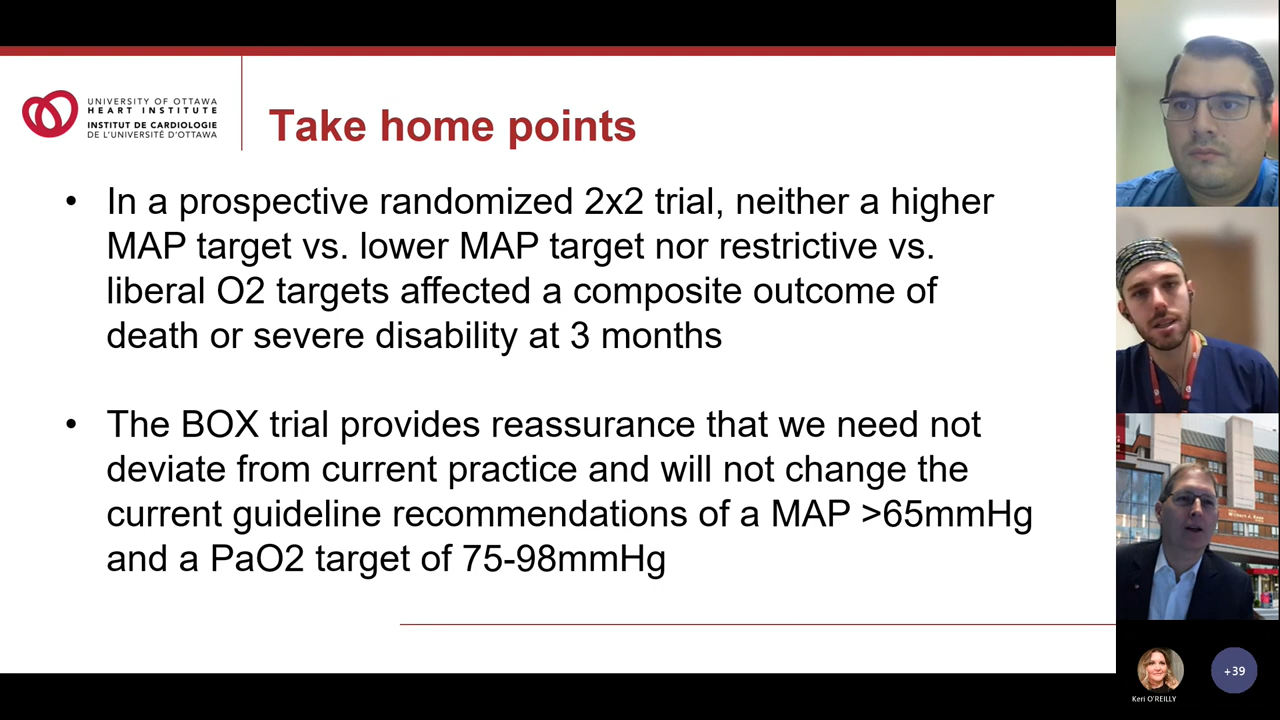 UNIVERSITY OF OTTAWA
HEART INSTITUTE
INSTITUT DE CARDIOLOGIE
DE L'UNIVERSITÉ D'OTTAWA
Take home points
• In a prospective randomized 2x2 trial, neither a higher
MAP target vs. lower MAP target nor restrictive vs.
liberal O2 targets affected a composite outcome of
death or severe disability at 3 months
• The BOX trial provides reassurance that we need not
deviate from current practice and will not change the
current guideline recommendations of a MAP >65mmHg
and a PaO2 target of 75-98mmHg
Keri O'REILLY
+39